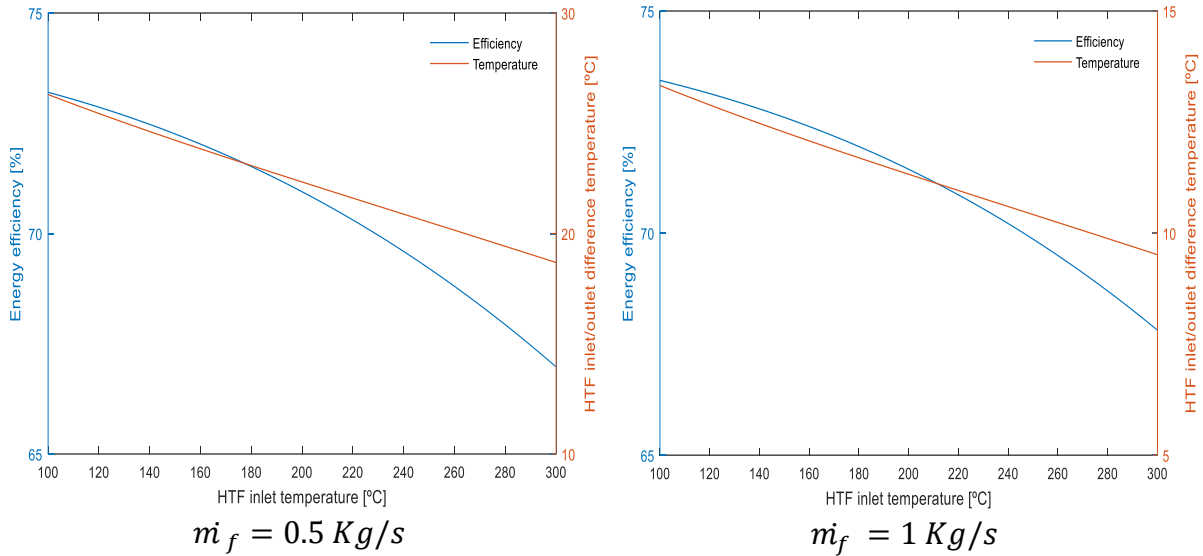 75
70
65
Energy efficiency [%]
30
20
10
HTF inlet/outlet difference temperature [ºC]
Efficiency
Temperature
100 120 140 160 180 200 220 240 260 280 300
HTF inlet temperature [ºC]
ṁ_f = 0.5 Kg/s
75
70
65
Energy efficiency [%]
15
10
5
HTF inlet/outlet difference temperature [ºC]
Efficiency
Temperature
100 120 140 160 180 200 220 240 260 280 300
HTF inlet temperature [ºC]
ṁ_f = 1 Kg/s